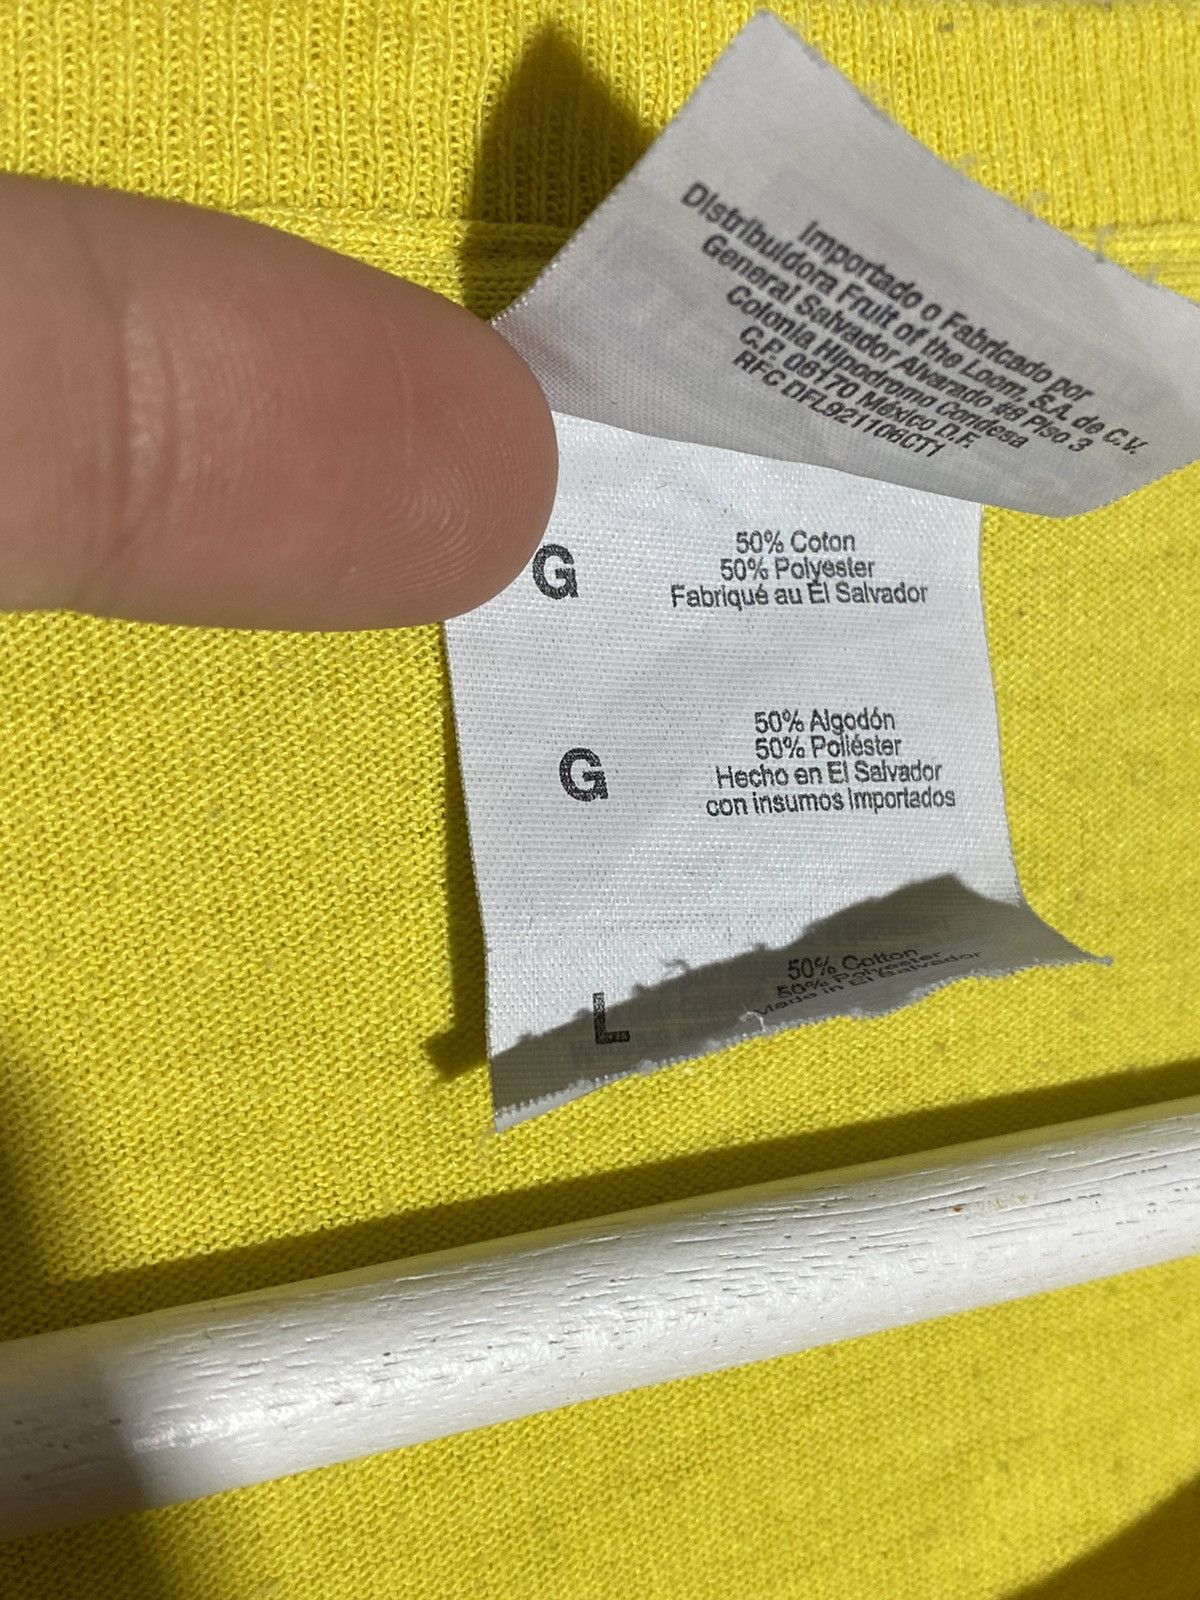 Importado o Fabricado por
Distribuidora Fruit of the Loom, S.A. de C.V.
General Salvador Alvarado #8 Piso 3
Colonia Hipodromo Condesa
C.P. 06170 México D.F.
RFC DFL921106CT1
G
50% Coton
50% Polyester
Fabriqué au El Salvador
G
50% Algodón
50% Poliéster
Hecho en El Salvador
con insumos Importados
L
50% Cotton
50% Polyester
Made in El Salvador